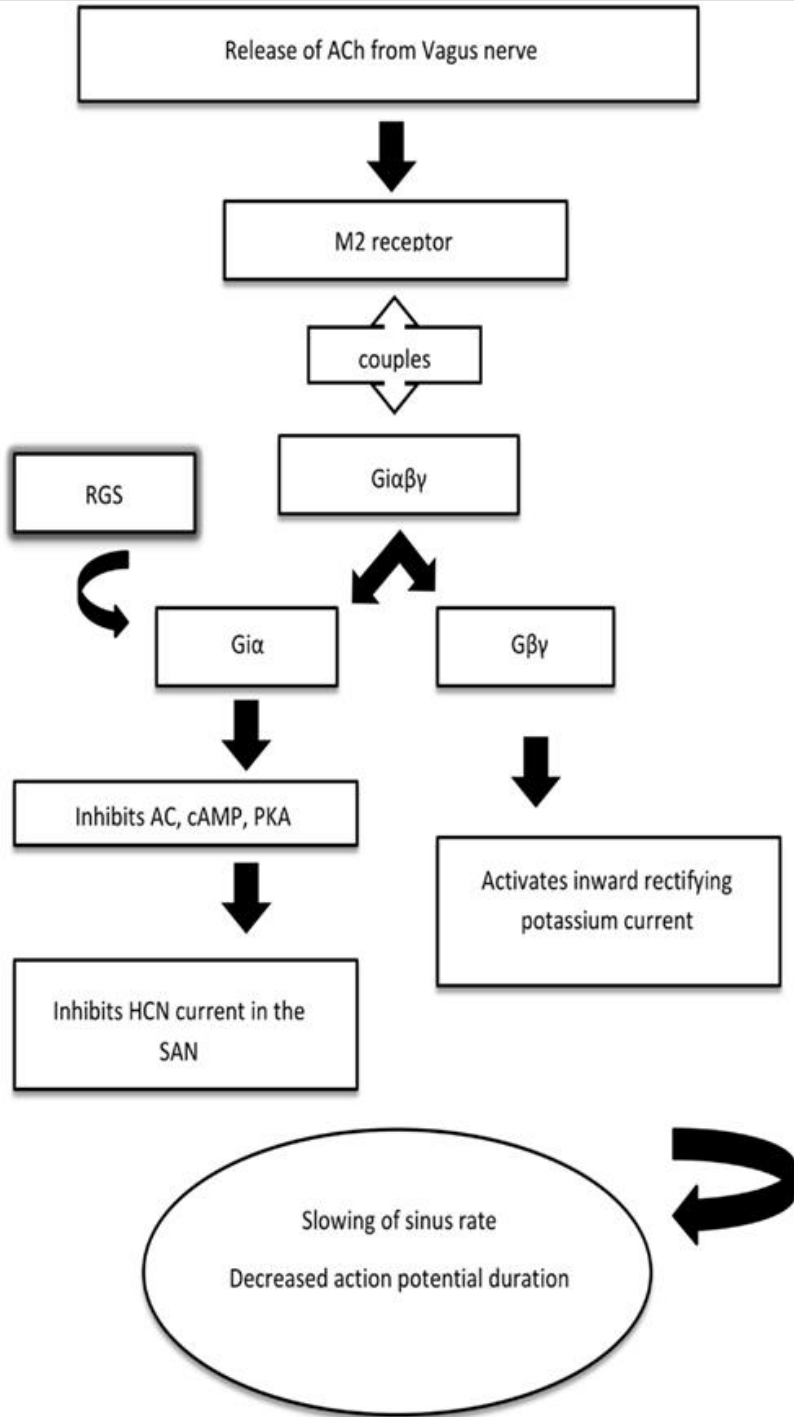 Release of ACh from Vagus nerve
M2 receptor
couples
RGS
Giαβγ
Giα
Gβγ
Inhibits AC, cAMP, PKA
Activates inward rectifying
potassium current
Inhibits HCN current in the
SAN
Slowing of sinus rate
Decreased action potential duration